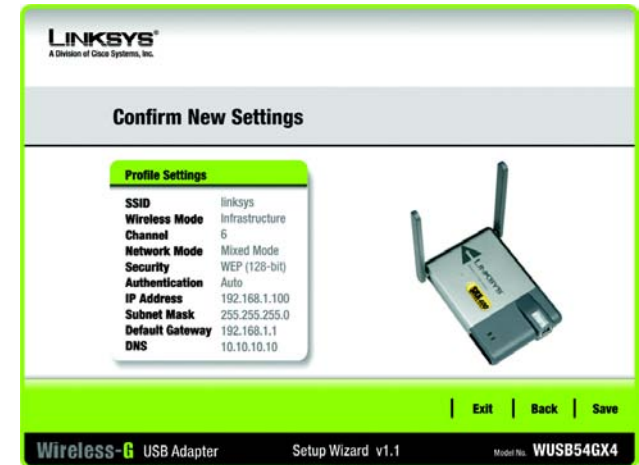 LINKSYS®
A Division of Cisco Systems, Inc.
Confirm New Settings
Profile Settings
SSID linksys
Wireless Mode Infrastructure
Channel 6
Network Mode Mixed Mode
Security WEP (128-bit)
Authentication Auto
IP Address 192.168.1.100
Subnet Mask 255.255.255.0
Default Gateway 192.168.1.1
DNS 10.10.10.10
LINKSYS
Exit | Back | Save
Wireless-G USB Adapter Setup Wizard v1.1 Model No. WUSB54GX4